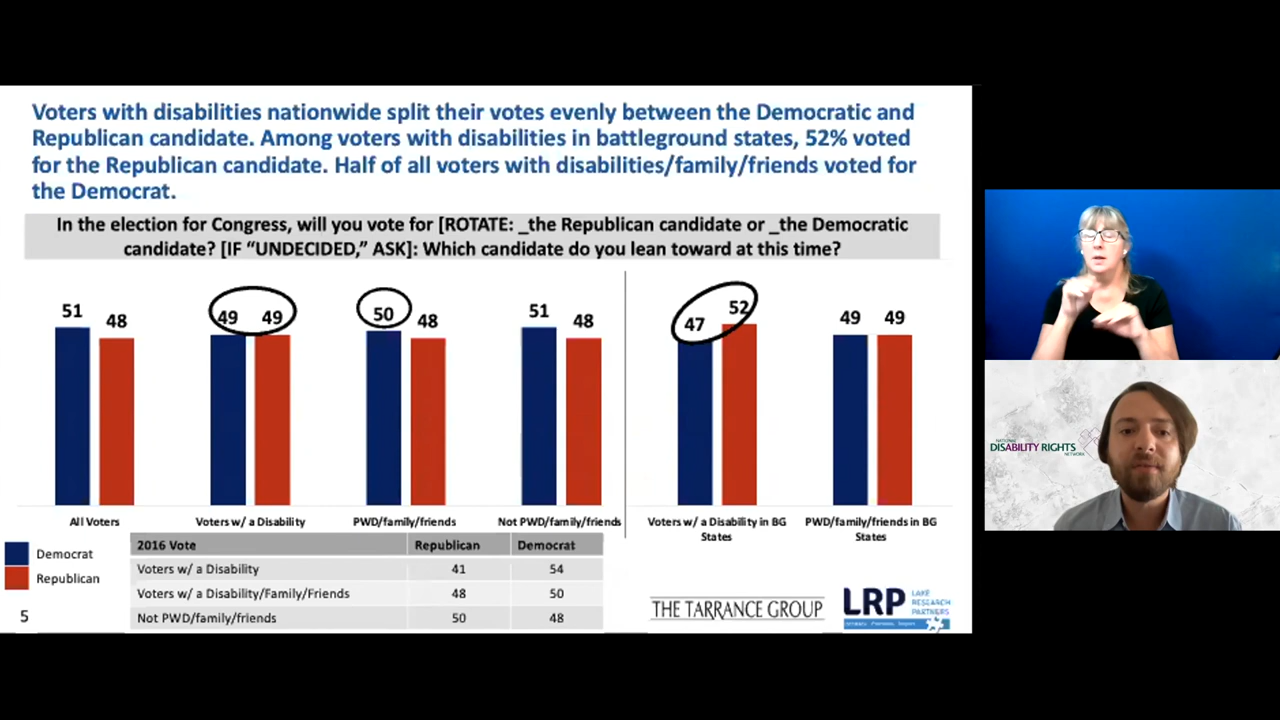 Voters with disabilities nationwide split their votes evenly between the Democratic and
Republican candidate. Among voters with disabilities in battleground states, 52% voted
for the Republican candidate. Half of all voters with disabilities/family/friends voted for
the Democrat.
In the election for Congress, will you vote for [ROTATE: _the Republican candidate or _the Democratic
candidate? [IF “UNDECIDED,” ASK]: Which candidate do you lean toward at this time?
51 48 49 49 50 48 51 48 47 52 49 49
All Voters
Voters w/ a Disability
PWD/family/friends
Not PWD/family/friends
Voters w/ a Disability in BG
States
PWD/family/friends in BG
States
Democrat
Republican
2016 Vote Republican Democrat
Voters w/ a Disability 41 54
Voters w/ a Disability/Family/Friends 48 50
Not PWD/family/friends 50 48
5
THE TARRANCE GROUP
LRP
LAKE
RESEARCH
PARTNERS
NATIONAL
DISABILITY RIGHTS
NETWORK